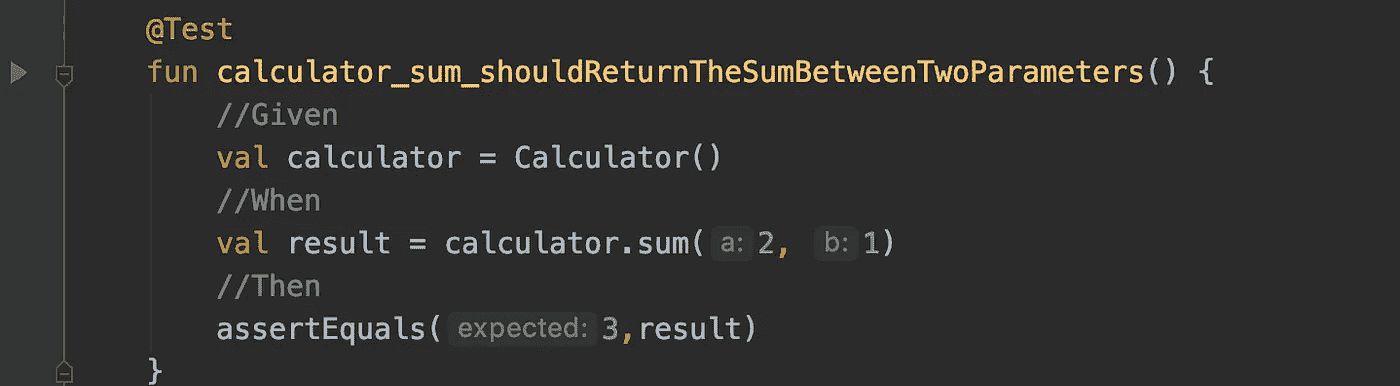 @Test
fun calculator_sum_shouldReturnTheSumBetweenTwoParameters() {
//Given
val calculator = Calculator()
//When
val result = calculator.sum( a: 2, b: 1)
//Then
assertEquals( expected: 3,result)
}